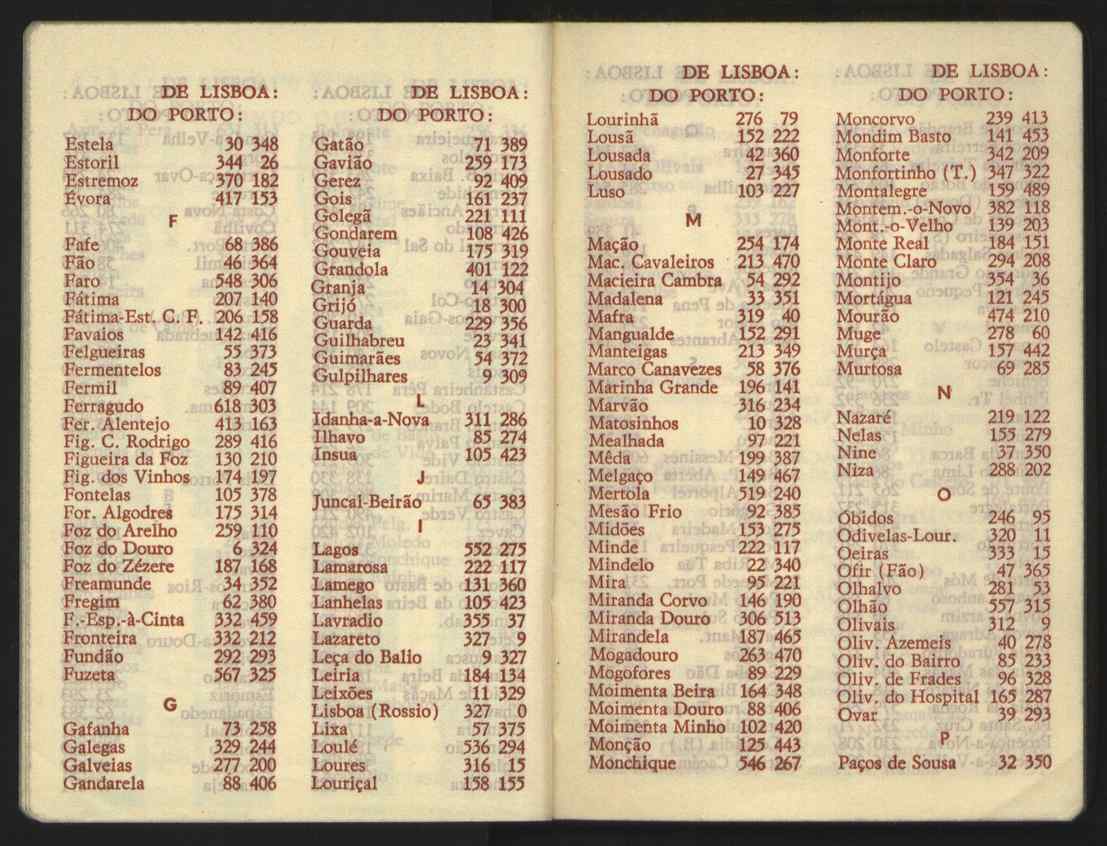 DE LISBOA:
DO PORTO:
Estela 30 348
Estoril 344 26
Estremoz 370 182
Évora 417 153
F
Fafe 68 386
Fão 46 364
Faro 548 306
Fátima 207 140
Fátima-Est. C. F. 206 158
Favaios 142 416
Felgueiras 55 373
Fermentelos 83 245
Fermil 89 407
Ferragudo 618 303
Fer. Alentejo 413 163
Fig. C. Rodrigo 289 416
Figueira da Foz 130 210
Fig. dos Vinhos 174 197
Fontelas 105 378
For. Algodres 175 314
Foz do Arelho 259 110
Foz do Douro 6 324
Foz do Zézere 187 168
Freamunde 34 352
Fregim 62 380
F.-Esp.-à-Cinta 332 459
Fronteira 332 212
Fundão 292 293
Fuzeta 567 325
G
Gafanha 73 258
Galegas 329 244
Galveias 277 200
Gandarela 88 406
DE LISBOA:
DO PORTO:
Gatão 71 389
Gavião 259 173
Gerez 92 409
Gois 161 237
Golegã 221 111
Gondarem 108 426
Gouveia 175 319
Grandola 401 122
Granja 14 304
Grijó 18 300
Guarda 229 356
Guilhabreu 23 341
Guimarães 54 372
Gulpilhares 9 309
L
Idanha-a-Nova 311 286
Ilhavo 85 274
Insua 105 423
J
Juncal-Beirão 65 383
I
Lagos 552 275
Lamarosa 222 117
Lamego 131 360
Lanhelas 105 423
Lavradio 355 37
Lazareto 327 9
Leça do Balio 9 327
Leiria 184 134
Leixões 11 329
Lisboa (Rossio) 327 0
Lixa 57 375
Loulé 536 294
Loures 316 15
Louriçal 158 155
DE LISBOA:
DO PORTO:
Lourinhã 276 79
Lousã 152 222
Lousada 42 360
Lousado 27 345
Luso 103 227
M
Mação 254 174
Mac. Cavaleiros 213 470
Macieira Cambra 54 292
Madalena 33 351
Mafra 319 40
Mangualde 152 291
Manteigas 213 349
Marco Canavezes 58 376
Marinha Grande 196 141
Marvão 316 234
Matosinhos 10 328
Mealhada 97 221
Mêda 199 387
Melgaço 149 467
Mertola 519 240
Mesão Frio 92 385
Midões 153 275
Minde 222 117
Mindelo 22 340
Mira 95 221
Miranda Corvo 146 190
Miranda Douro 306 513
Mirandela 187 465
Mogadouro 263 470
Mogofores 89 229
Moimenta Beira 164 348
Moimenta Douro 88 406
Moimenta Minho 102 420
Monção 125 443
Monchique 546 267
DE LISBOA:
DO PORTO:
Moncorvo 239 413
Mondim Basto 141 453
Monforte 342 209
Monfortinho (T.) 347 322
Montalegre 159 489
Montem.-o-Novo 382 118
Mont.-o-Velho 139 203
Monte Real 184 151
Monte Claro 294 208
Montijo 354 36
Mortágua 121 245
Mourão 474 210
Muge 278 60
Murça 157 442
Murtosa 69 285
N
Nazaré 219 122
Nelas 155 279
Nine 37 350
Niza 288 202
O
Óbidos 246 95
Odivelas-Lour. 320 11
Oeiras 333 15
Ofir (Fão) 47 365
Olhalvo 281 53
Olhão 557 315
Olivais 312 9
Oliv. Azemeis 40 278
Oliv. do Bairro 85 233
Oliv. de Frades 96 328
Oliv. do Hospital 165 287
Ovar 39 293
P
Paços de Sousa 32 350